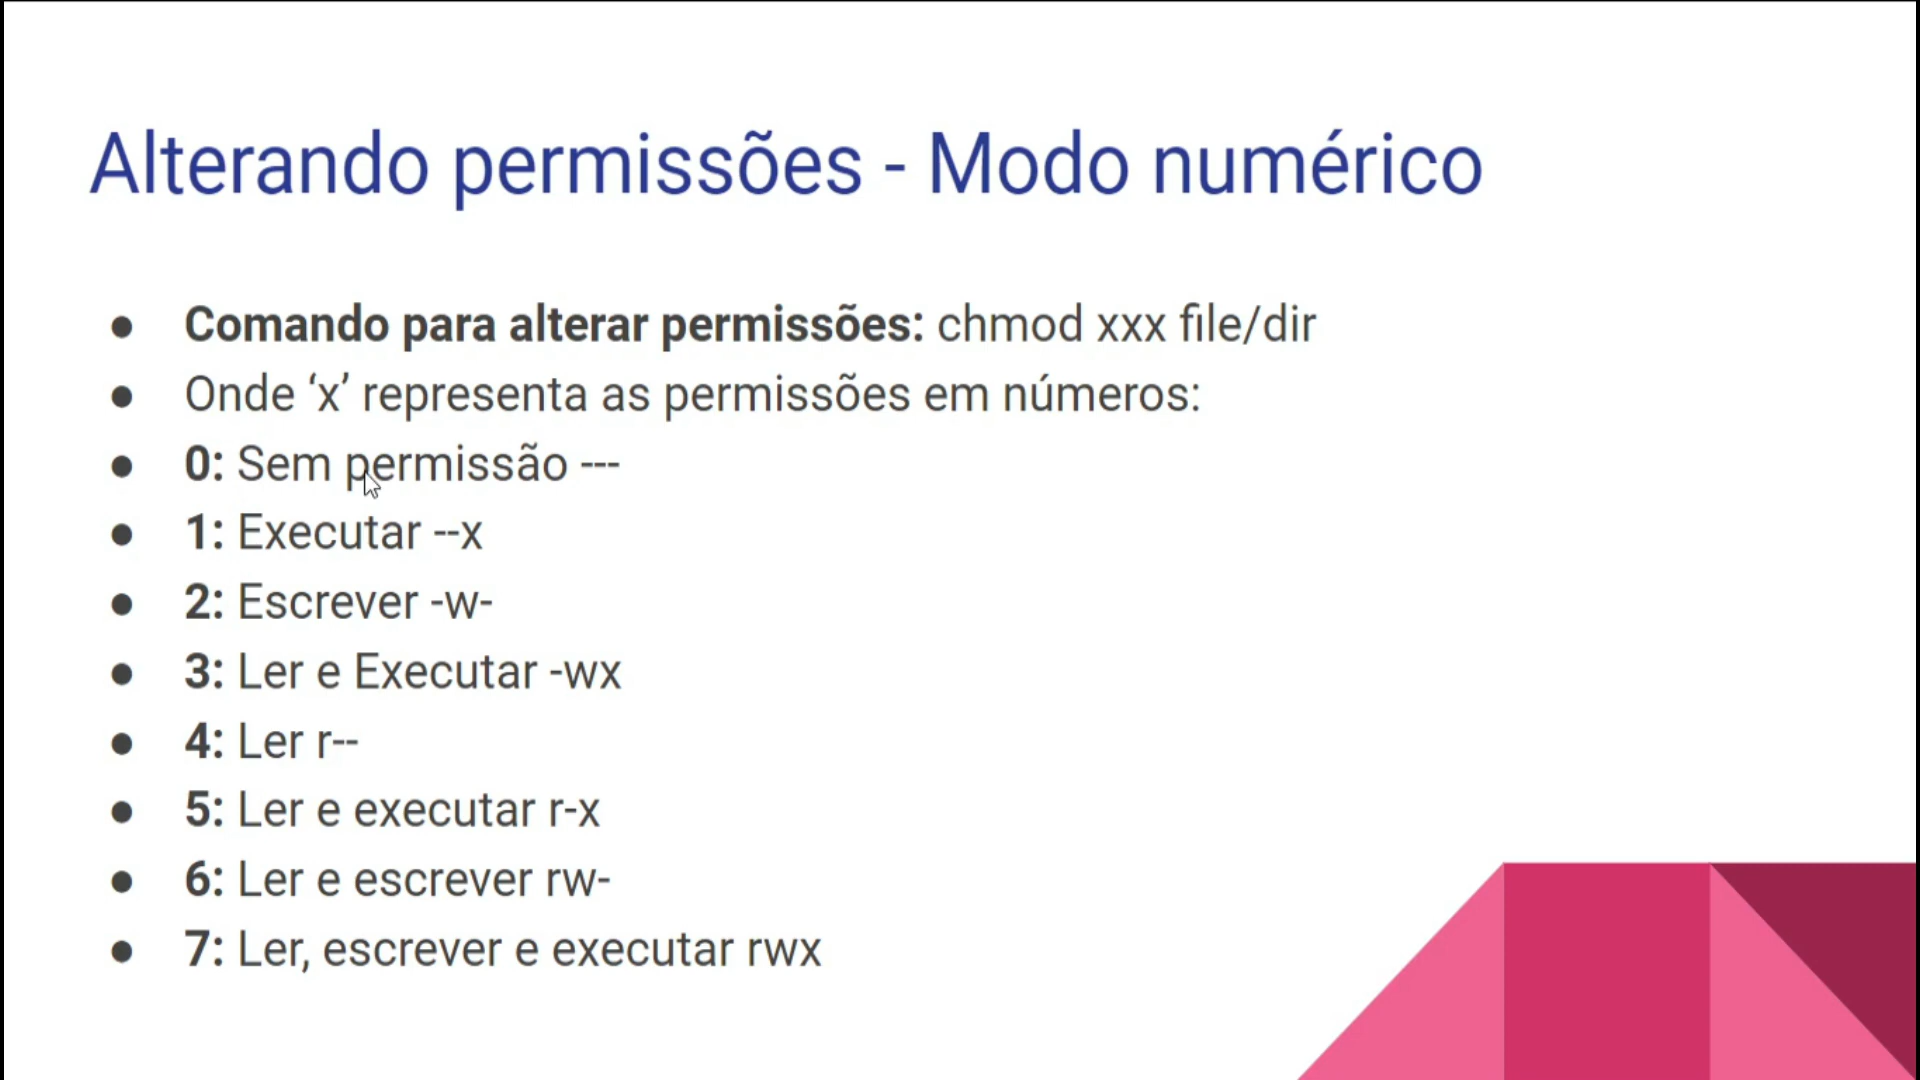 Alterando permissões - Modo numérico
● Comando para alterar permissões: chmod xxx file/dir
● Onde ‘x’ representa as permissões em números:
● 0: Sem permissão ---
● 1: Executar --x
● 2: Escrever -w-
● 3: Ler e Executar -wx
● 4: Ler r--
● 5: Ler e executar r-x
● 6: Ler e escrever rw-
● 7: Ler, escrever e executar rwx